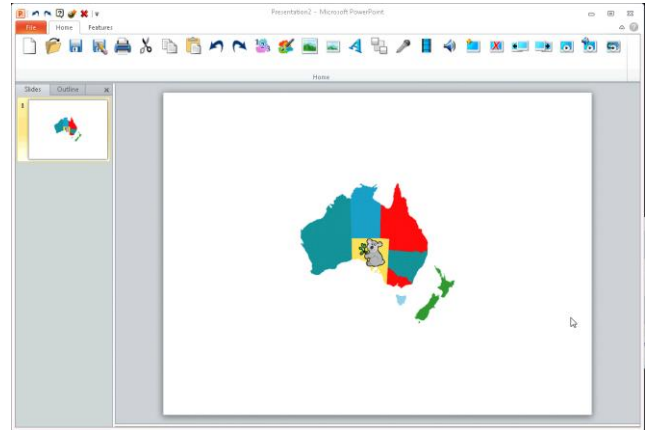 Presentation2 - Microsoft PowerPoint
File Home Features
Home
Slides Outline
1